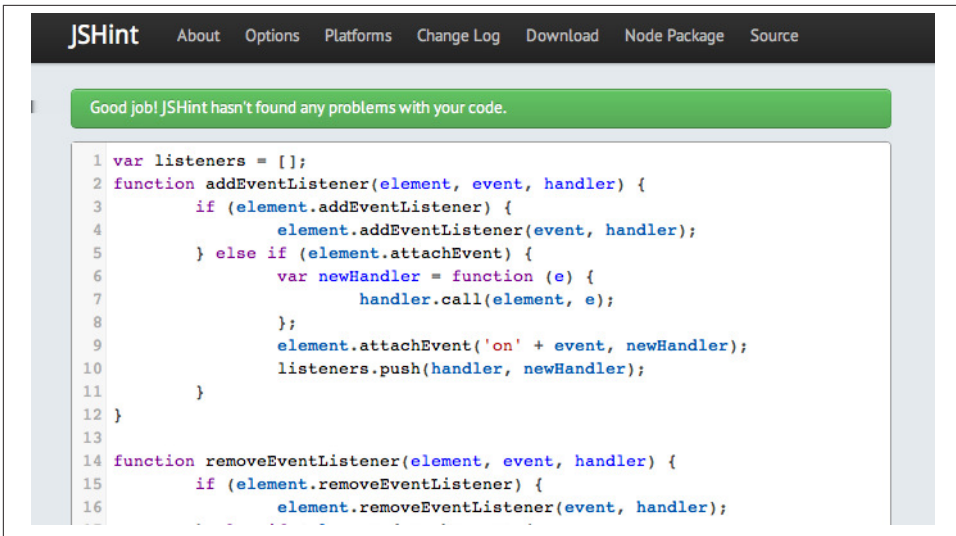 JSHint About Options Platforms Change Log Download Node Package Source
Good job! JSHint hasn't found any problems with your code.
1 var listeners = [];
2 function addEventListener(element, event, handler) {
3         if (element.addEventListener) {
4                 element.addEventListener(event, handler);
5         } else if (element.attachEvent) {
6                 var newHandler = function (e) {
7                         handler.call(element, e);
8                 };
9                 element.attachEvent('on' + event, newHandler);
10                 listeners.push(handler, newHandler);
11         }
12 }
13
14 function removeEventListener(element, event, handler) {
15         if (element.removeEventListener) {
16                 element.removeEventListener(event, handler);